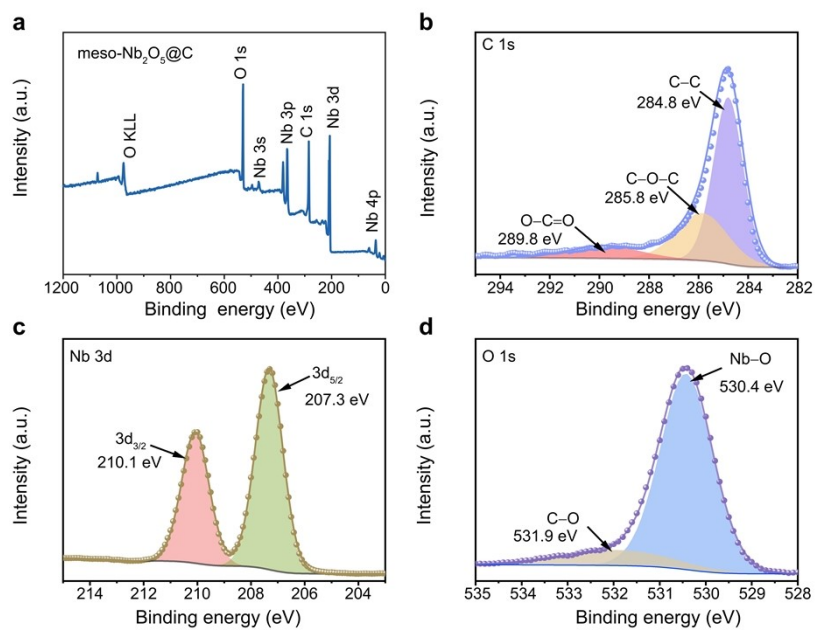 a
meso-Nb₂O₅@C
O KLL
O 1s
Nb 3s
Nb 3p
C 1s
Nb 3d
Nb 4p
Intensity (a.u.)
1200 1000 800 600 400 200 0
Binding energy (eV)
b
C 1s
C–C
284.8 eV
C–O–C
285.8 eV
O–C=O
289.8 eV
Intensity (a.u.)
294 292 290 288 286 284 282
Binding energy (eV)
c
Nb 3d
3d₅/₂
207.3 eV
3d₃/₂
210.1 eV
Intensity (a.u.)
214 212 210 208 206 204
Binding energy (eV)
d
O 1s
Nb–O
530.4 eV
C–O
531.9 eV
Intensity (a.u.)
535 534 533 532 531 530 529 528
Binding energy (eV)